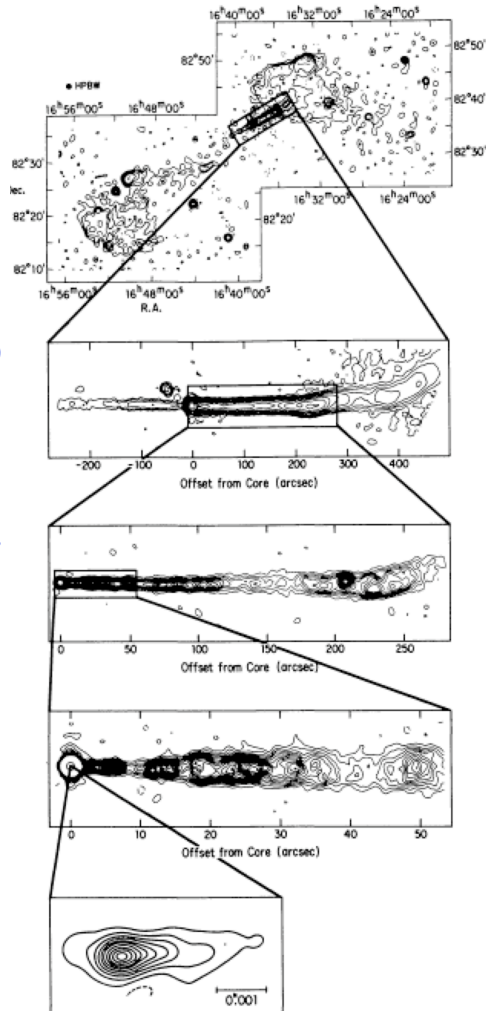 16ʰ40ᵐ00ˢ 16ʰ32ᵐ00ˢ 16ʰ24ᵐ00ˢ
82°50'
82°50'
HPBW
16ʰ56ᵐ00ˢ 16ʰ48ᵐ00ˢ
82°40'
82°30'
82°30'
ec.
16ʰ32ᵐ00ˢ 16ʰ24ᵐ00ˢ
82°20'
82°20'
82°10'
16ʰ56ᵐ00ˢ 16ʰ48ᵐ00ˢ 16ʰ40ᵐ00ˢ
R.A.
-200 -100 0 100 200 300 400
Offset from Core (arcsec)
0 50 100 150 200 250
Offset from Core (arcsec)
0 10 20 30 40 50
Offset from Core (arcsec)
0".001